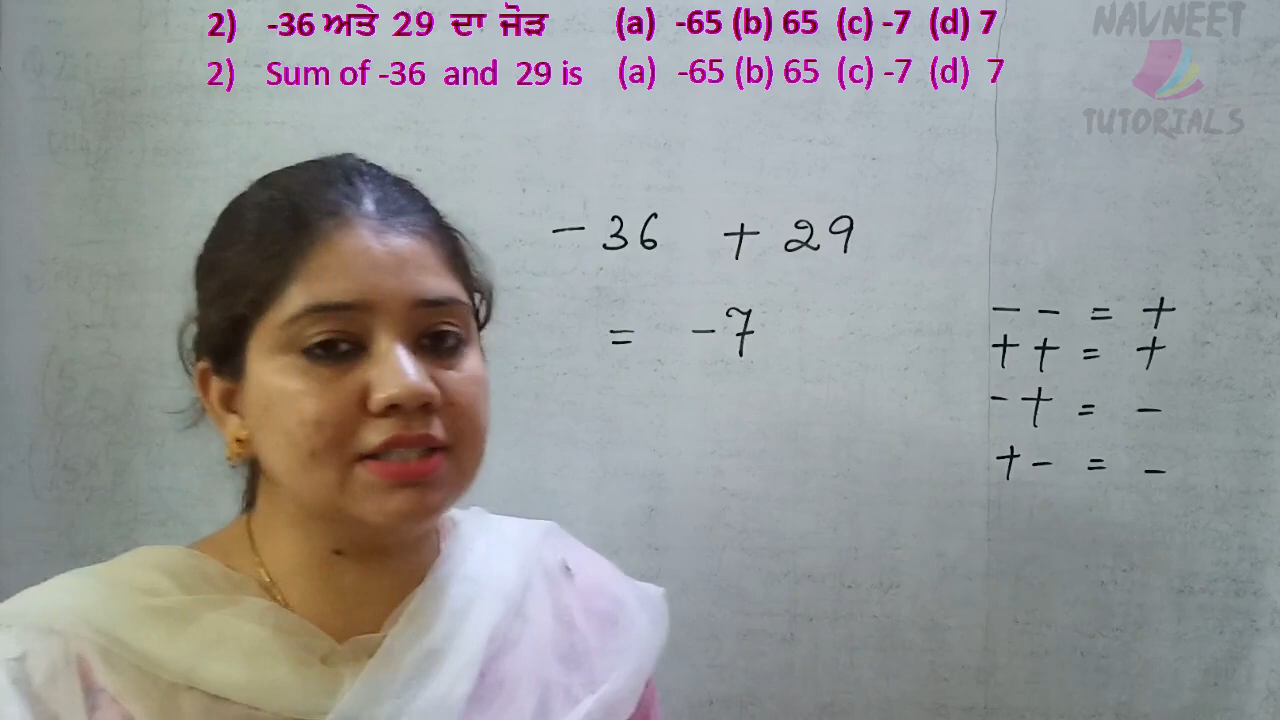 2) -36 ਅਤੇ 29 ਦਾ ਜੋੜ (a) -65 (b) 65 (c) -7 (d) 7
2) Sum of -36 and 29 is (a) -65 (b) 65 (c) -7 (d) 7
NAVNEET
TUTORIALS
- 36 + 29
= -7
- - = +
+ + = +
- + = -
+ - = -